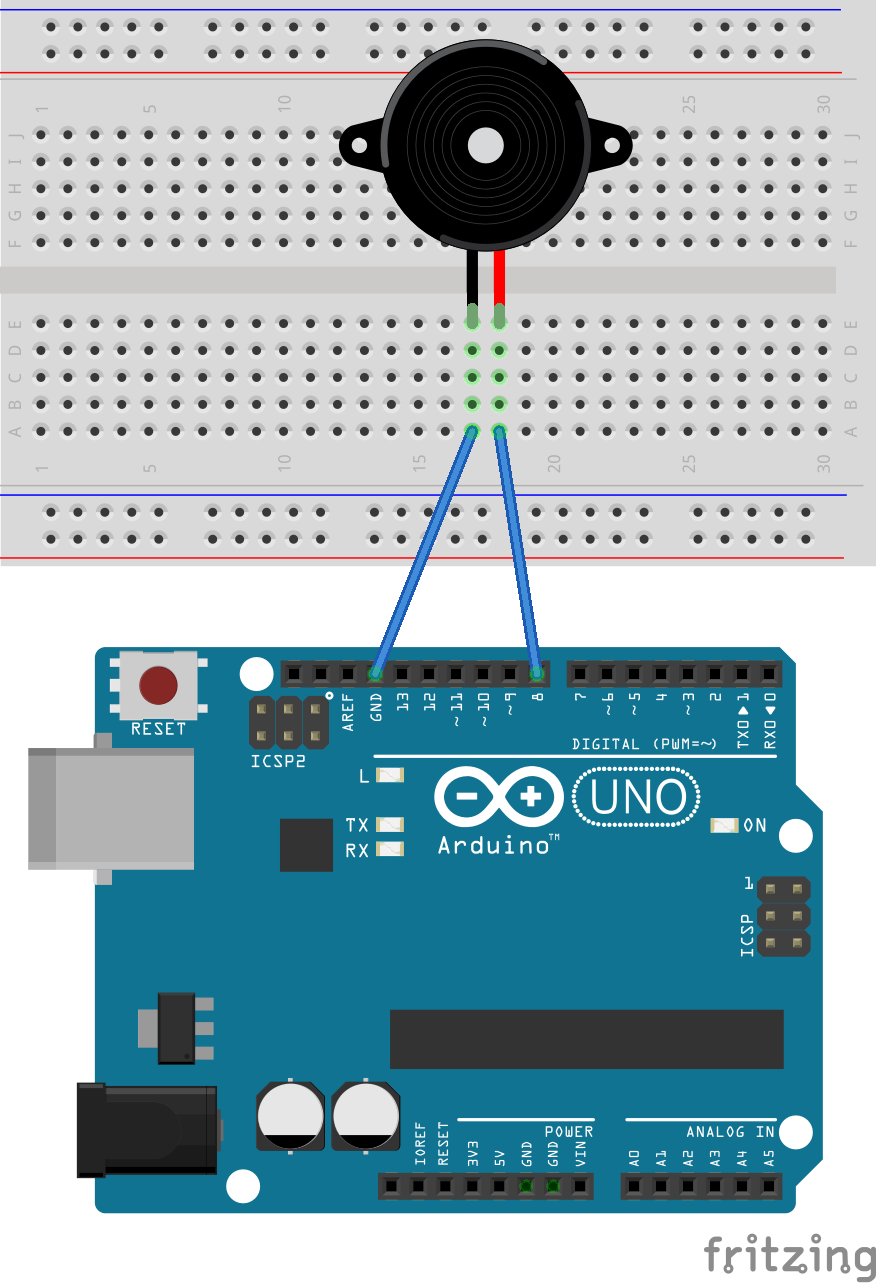 1 5 10 25 30
J J
I I
H H
G G
F F
E E
D D
C C
B B
A A
1 5 10 15 20 25 30
RESET
AREF GND 13 12 ~11 ~10 ~9 8 7 ~6 ~5 4 ~3 2 TX0▶1 RX0◀0
ICSP2
DIGITAL (PWM=~)
L
TX
RX
UNO
ON
Arduino™
1
ICSP
POWER
ANALOG IN
IOREF RESET 3V3 5V GND GND VIN A0 A1 A2 A3 A4 A5
fritzing